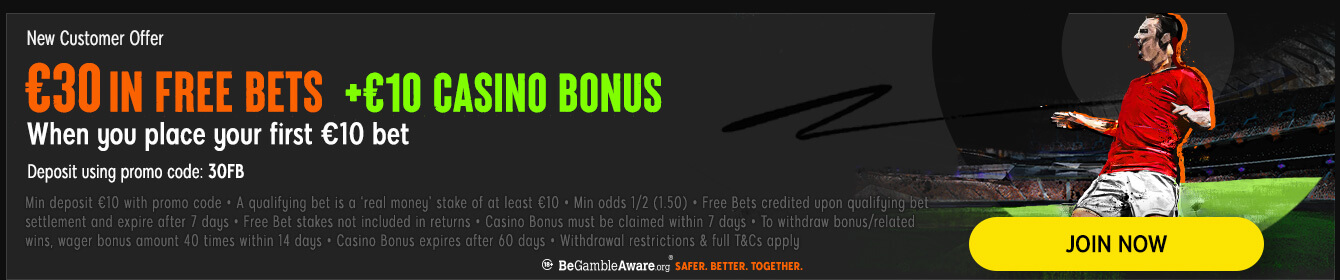 New Customer Offer
€30 IN FREE BETS +€10 CASINO BONUS
When you place your first €10 bet
Deposit using promo code: 30FB
Min deposit €10 with promo code • A qualifying bet is a 'real money' stake of at least €10 • Min odds 1/2 (1.50) • Free Bets credited upon qualifying bet
settlement and expire after 7 days • Free Bet stakes not included in returns • Casino Bonus must be claimed within 7 days • To withdraw bonus/related
wins, wager bonus amount 40 times within 14 days • Casino Bonus expires after 60 days • Withdrawal restrictions & full T&Cs apply
JOIN NOW
18+ BeGambleAware.org® SAFER. BETTER. TOGETHER.